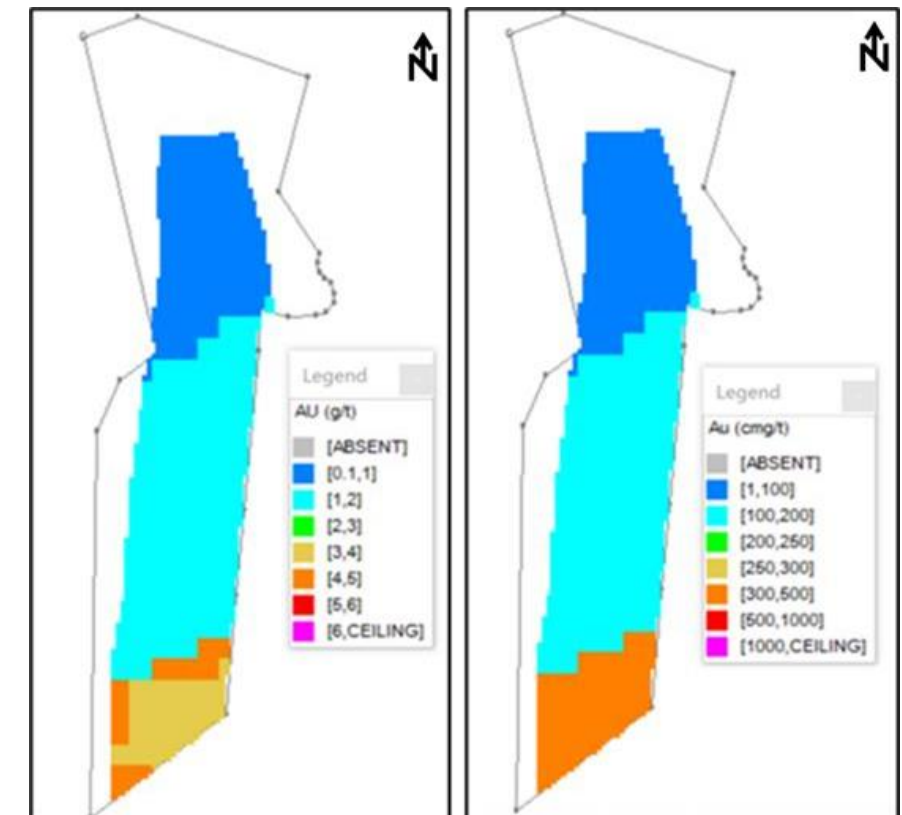 N
Legend
AU (g/t)
[ABSENT]
[0.1,1]
[1,2]
[2,3]
[3,4]
[4,5]
[5,6]
[6,CEILING]
N
Legend
Au (cmg/t)
[ABSENT]
[1,100]
[100,200]
[200,250]
[250,300]
[300,500]
[500,1000]
[1000,CEILING]